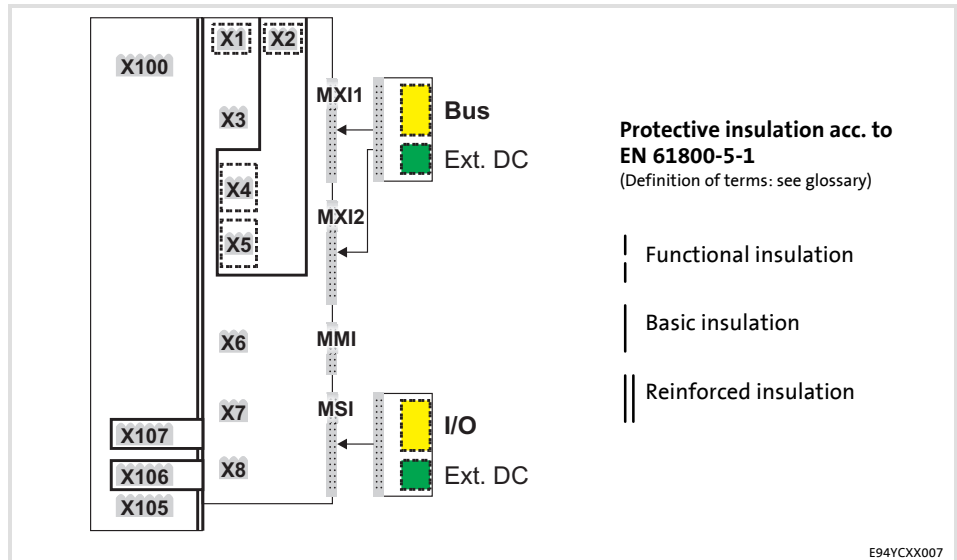 X1 X2
X100
MXI1
X3
Bus
Ext. DC
X4
MXI2
X5
X6
MMI
X7
MSI
X107
I/O
X8
X106
Ext. DC
X105
Protective insulation acc. to
EN 61800-5-1
(Definition of terms: see glossary)
Functional insulation
Basic insulation
Reinforced insulation
E94YCXX007